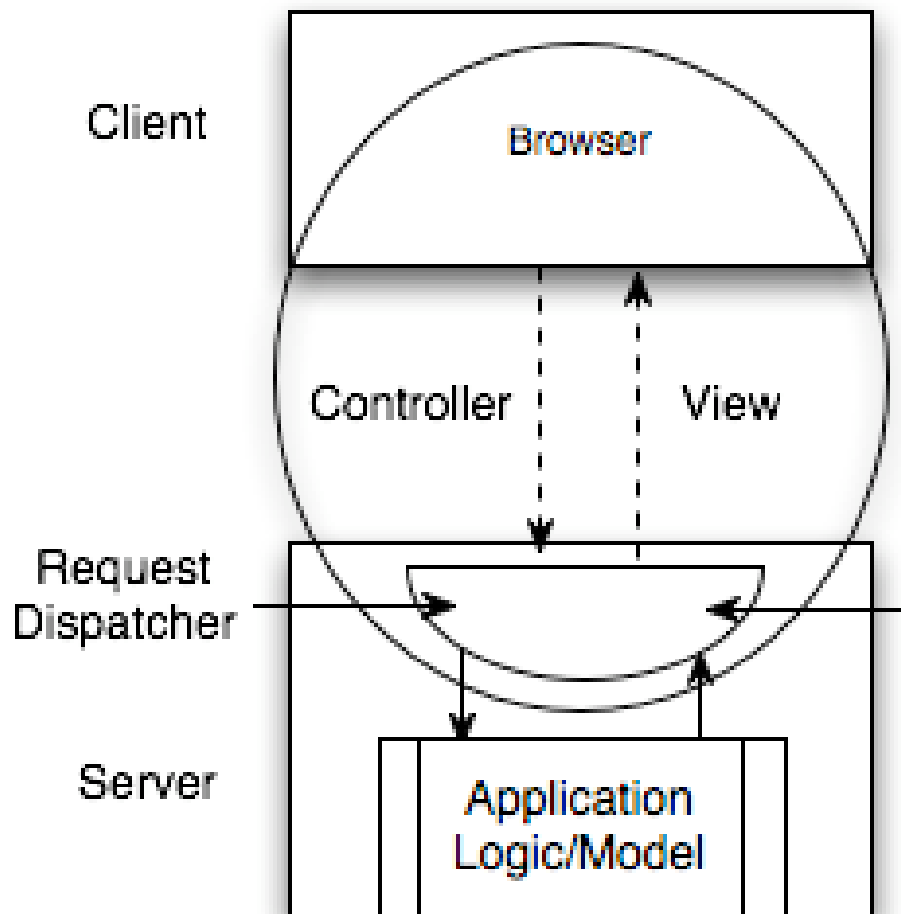 Client
Browser
Controller
View
Request
Dispatcher
Server
Application
Logic/Model